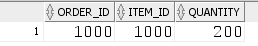 ORDER_ID ITEM_ID QUANTITY
1 1000 1000 200